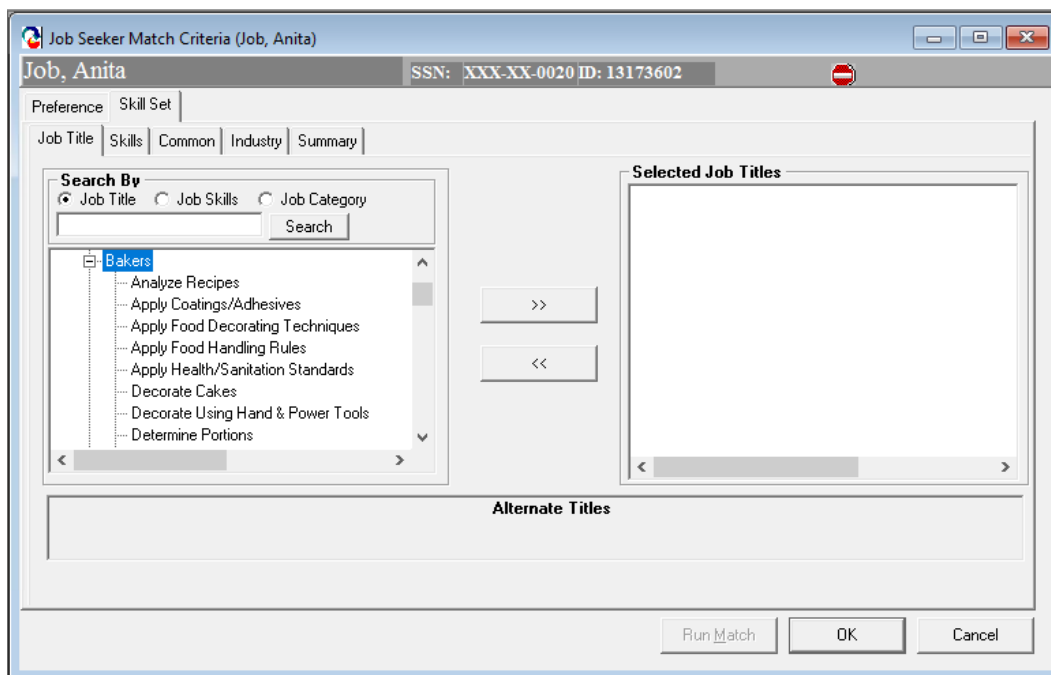 Job Seeker Match Criteria (Job, Anita)
Job, Anita SSN: XXX-XX-0020 ID: 13173602
Preference Skill Set
Job Title Skills Common Industry Summary
Search By
Job Title Job Skills Job Category
Search
Bakers
Analyze Recipes
Apply Coatings/Adhesives
Apply Food Decorating Techniques
Apply Food Handling Rules
Apply Health/Sanitation Standards
Decorate Cakes
Decorate Using Hand & Power Tools
Determine Portions
>>
<<
Selected Job Titles
Alternate Titles
Run Match OK Cancel